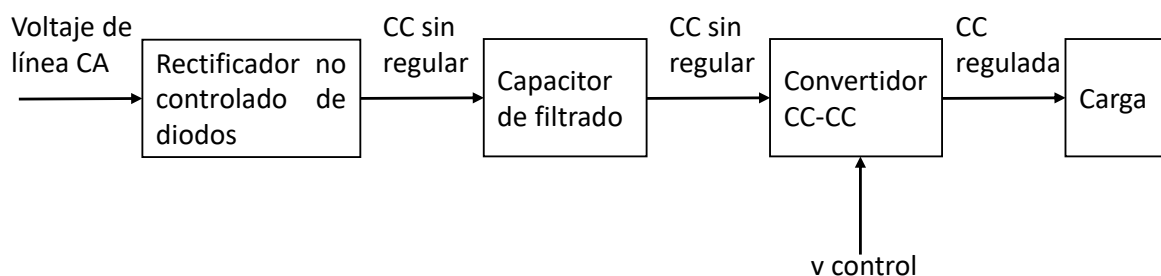 Voltaje de
línea CA
Rectificador no
controlado de
diodos
CC sin
regular
Capacitor
de filtrado
CC sin
regular
Convertidor
CC-CC
CC
regulada
Carga
v control